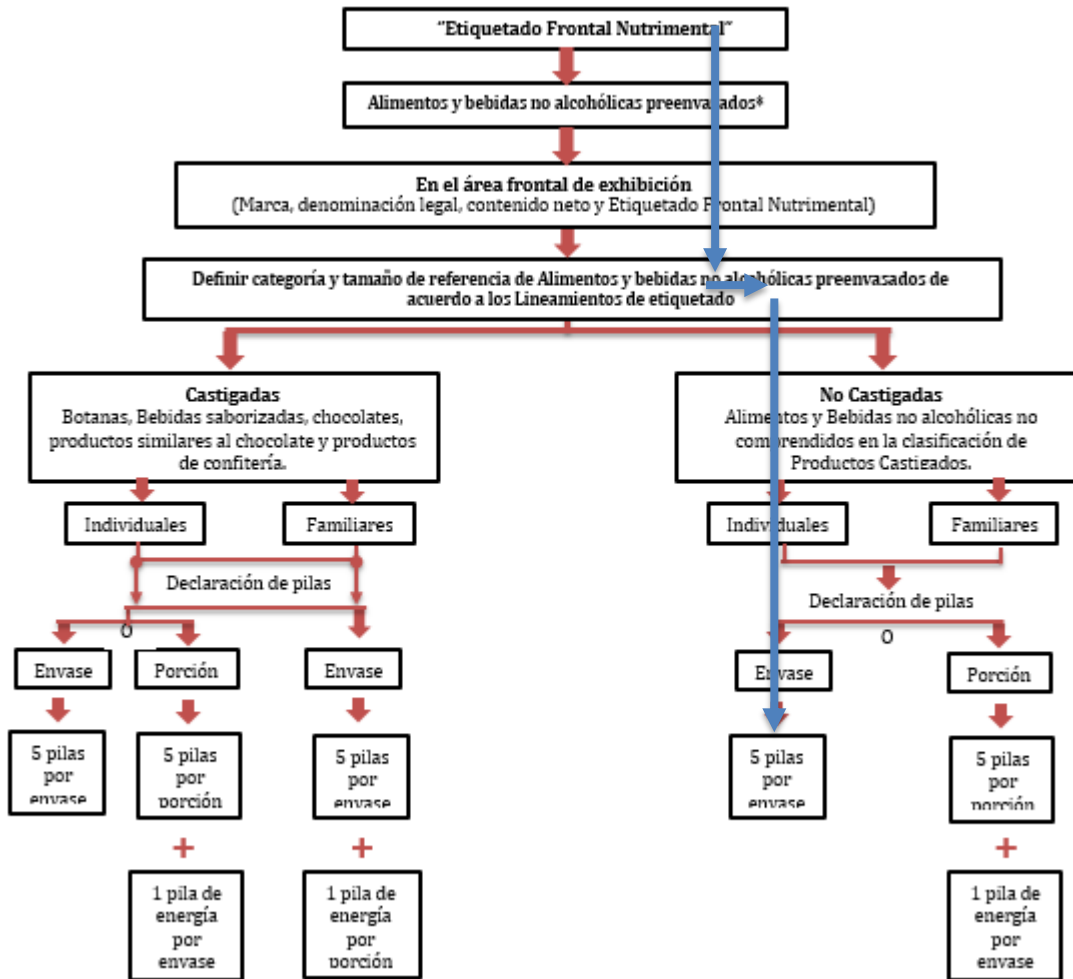 "Etiquetado Frontal Nutrimental"
Alimentos y bebidas no alcohólicas preenvasados*
En el área frontal de exhibición
(Marca, denominación legal, contenido neto y Etiquetado Frontal Nutrimental)
Definir categoría y tamaño de referencia de Alimentos y bebidas no alcohólicas preenvasados de
acuerdo a los Lineamientos de etiquetado
Castigadas
Botanas, Bebidas saborizadas, chocolates,
productos similares al chocolate y productos
de confitería.
No Castigadas
Alimentos y Bebidas no alcohólicas no
comprendidos en la clasificación de
Productos Castigados.
Individuales
Familiares
Individuales
Familiares
Declaración de pilas
Declaración de pilas
O
O
Envase
Porción
Envase
Envase
Porción
5 pilas
por
envase
5 pilas
por
porción
5 pilas
por
envase
5 pilas
por
envase
5 pilas
por
porción
+
+
+
1 pila de
energía
por
envase
1 pila de
energía
por
porción
1 pila de
energía
por
envase